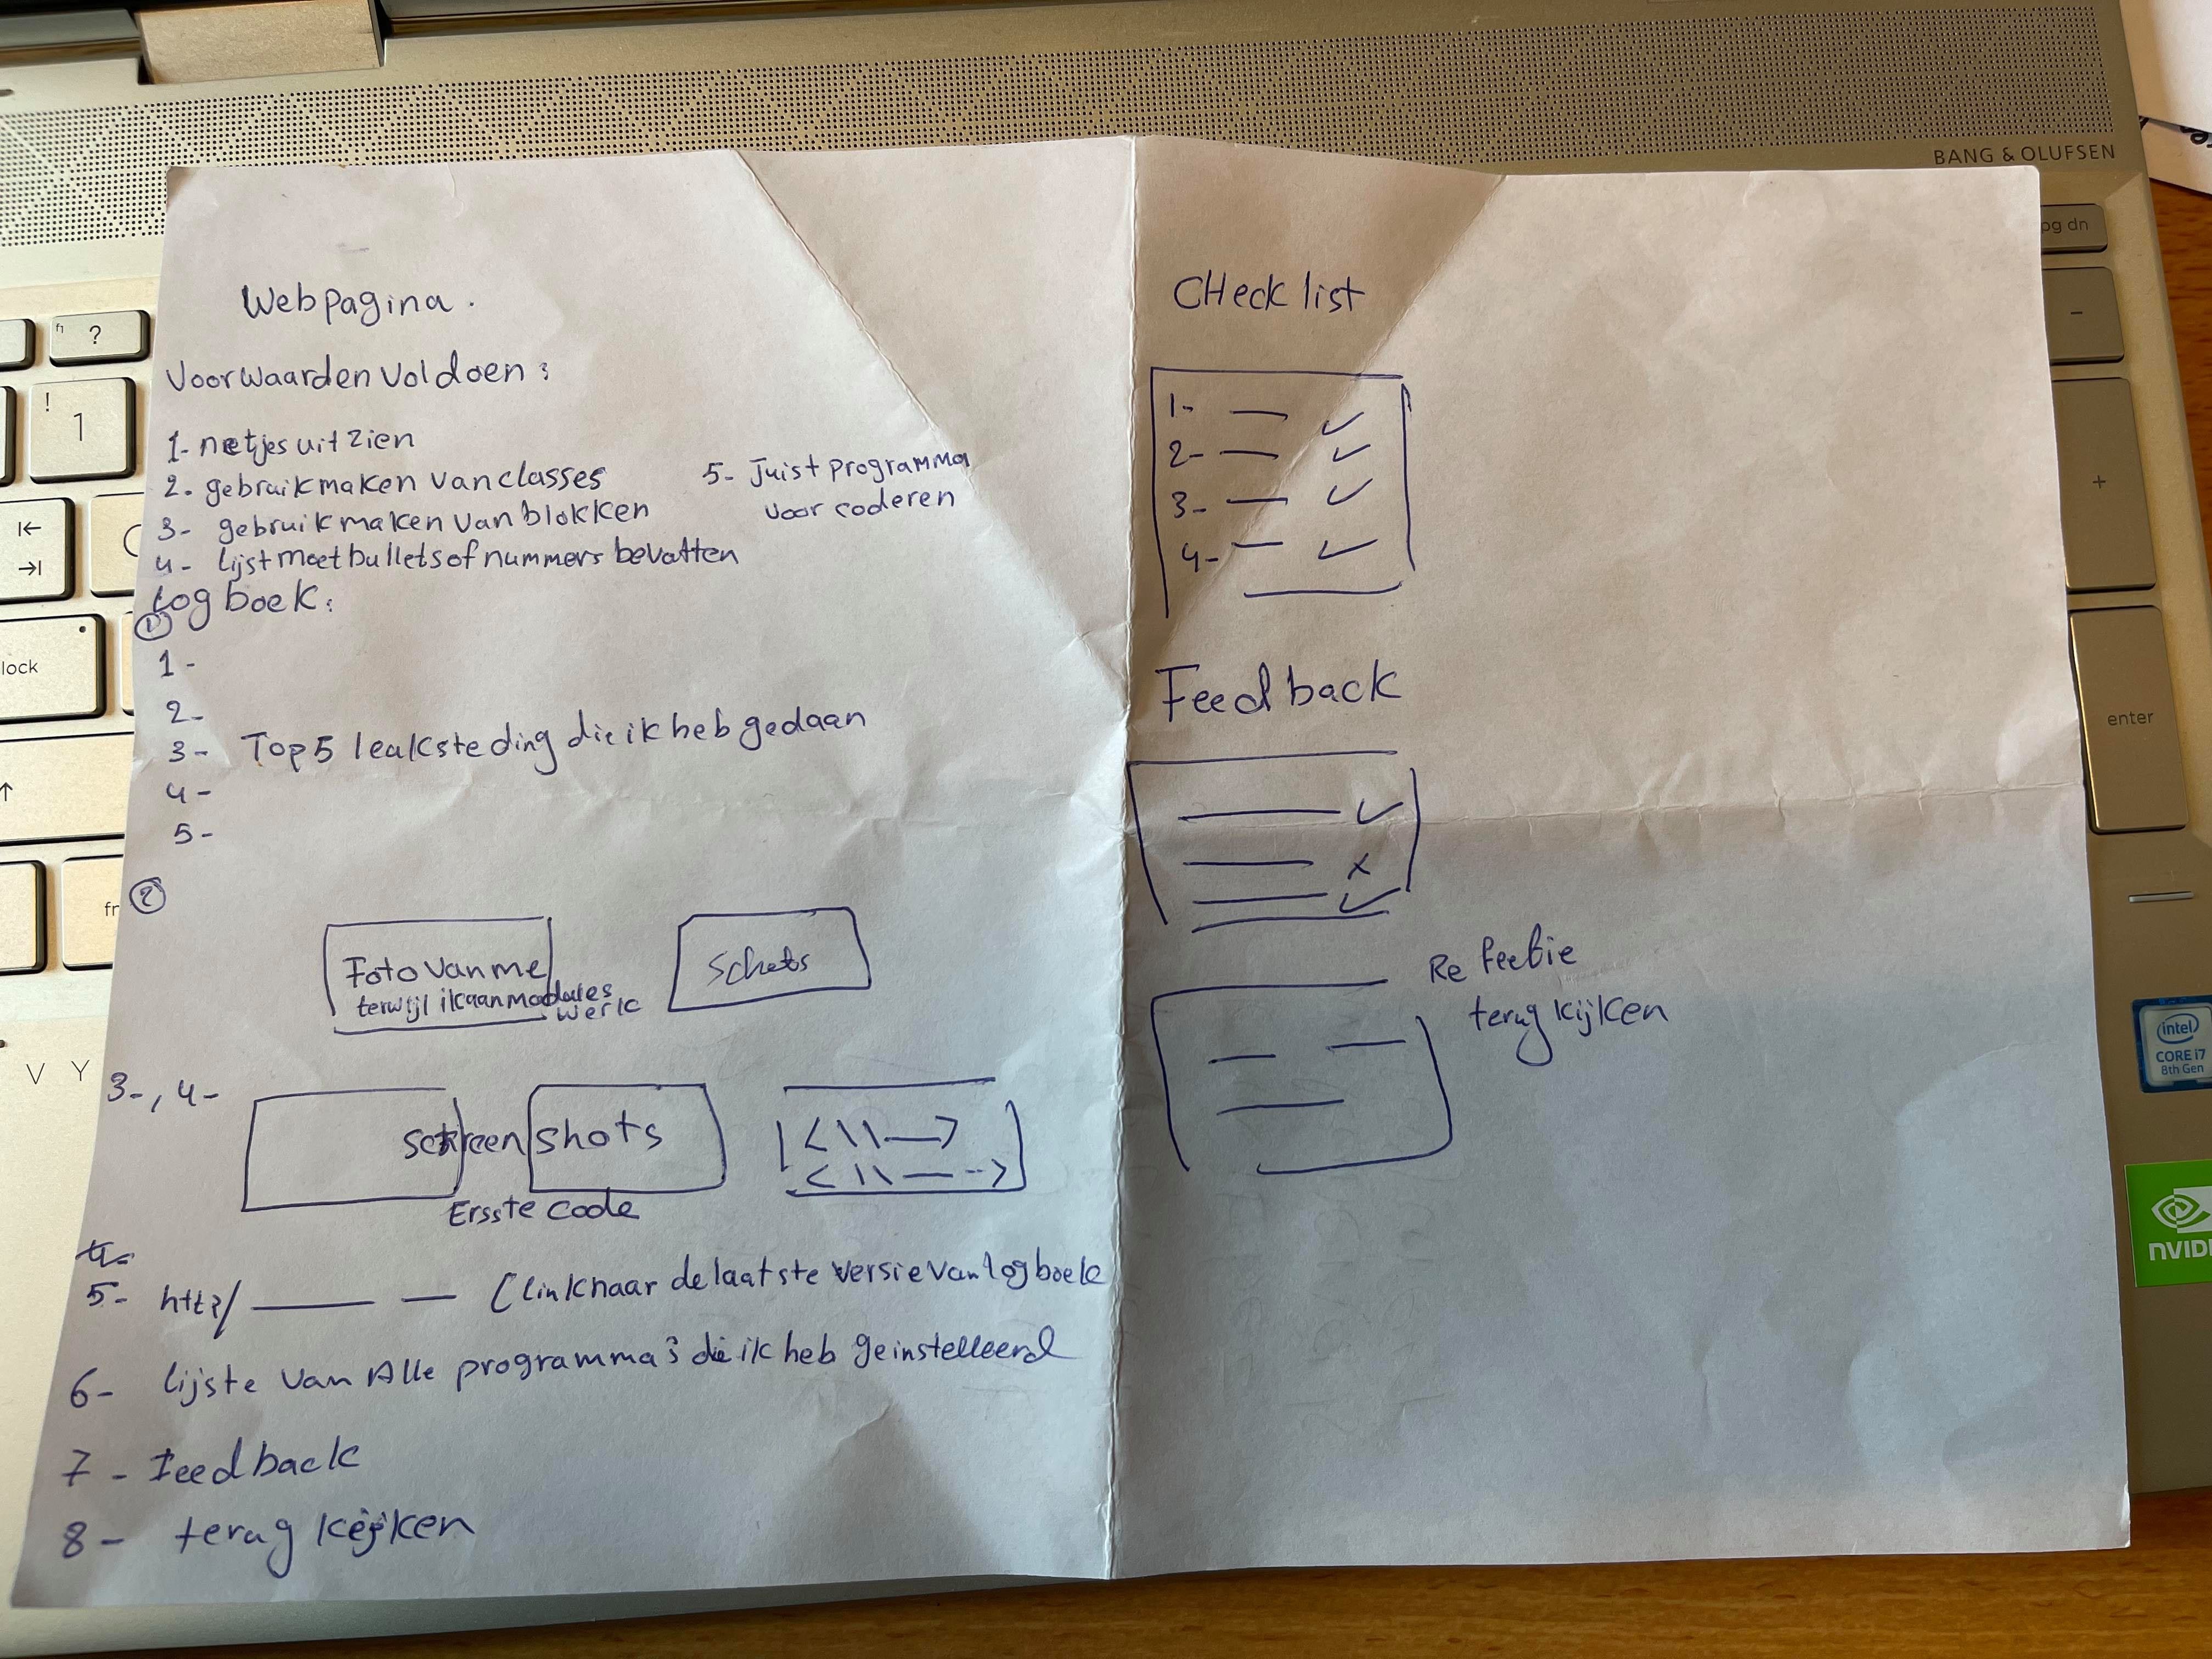 Webpagina.
Voorwaarden voldoen:
1- netjes uit zien
2. gebruik maken van classes
3- gebruik maken van blokken
4- lijst meet bullets of nummers bevatten
5- Juist programma
voor coderen
Logboek:
1
1-
2-
3- Top 5 leakste ding die ik heb gedaan
4-
5-
2
Foto van me
terwijl ik aan modules
werk
Schets
3-, 4-
screenshots
<\\—>
<\\—-->
Ersste code
5- http/ (link naar de laatste versie van logboek
6- lijste van Alle programma's die ik heb geinstelleerd
7- Feedback
8- terug kijken
CHeck list
1- ✓
2- ✓
3- ✓
4- ✓
Feedback
✓
x
✓
terug kijken
BANG & OLUFSEN
pg dn
-
+
enter
f1 ?
! 1
lock
fn
V Y
intel
CORE i7
8th Gen
NVIDI